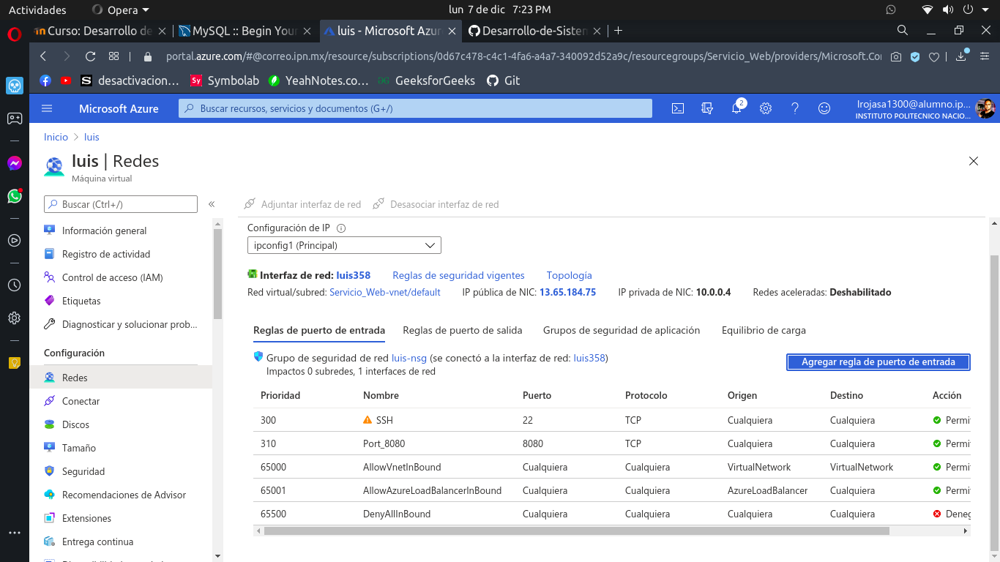 Actividades Opera lun 7 de dic 7:23 PM
Curso: Desarrollo de MySQL :: Begin Your luis - Microsoft Azur Desarrollo-de-Sister
portal.azure.com/#@correo.ipn.mx/resource/subscriptions/0d67c478-c4c1-4fa6-a4a7-340092d52a9c/resourcegroups/Servicio_Web/providers/Microsoft.Co
desactivacion... Sy Symbolab YeahNotes.co... GeeksforGeeks Git
Microsoft Azure Buscar recursos, servicios y documentos (G+/) 2 lrojasa1300@alumno.ip...
INSTITUTO POLITECNICO NACIO...
Inicio > luis
luis | Redes
Máquina virtual
Buscar (Ctrl+/) « Adjuntar interfaz de red Desasociar interfaz de red
Información general
Registro de actividad
Control de acceso (IAM)
Etiquetas
Diagnosticar y solucionar prob...
Configuración
Redes
Conectar
Discos
Tamaño
Seguridad
Recomendaciones de Advisor
Extensiones
Entrega continua
Configuración de IP
ipconfig1 (Principal)
Interfaz de red: luis358 Reglas de seguridad vigentes Topología
Red virtual/subred: Servicio_Web-vnet/default IP pública de NIC: 13.65.184.75 IP privada de NIC: 10.0.0.4 Redes aceleradas: Deshabilitado
Reglas de puerto de entrada Reglas de puerto de salida Grupos de seguridad de aplicación Equilibrio de carga
Grupo de seguridad de red luis-nsg (se conectó a la interfaz de red: luis358)
Impactos 0 subredes, 1 interfaces de red
Agregar regla de puerto de entrada
Prioridad Nombre Puerto Protocolo Origen Destino Acción
300 SSH 22 TCP Cualquiera Cualquiera Permi
310 Port_8080 8080 TCP Cualquiera Cualquiera Permi
65000 AllowVnetInBound Cualquiera Cualquiera VirtualNetwork VirtualNetwork Permi
65001 AllowAzureLoadBalancerInBound Cualquiera Cualquiera AzureLoadBalancer Cualquiera Permi
65500 DenyAllInBound Cualquiera Cualquiera Cualquiera Cualquiera Deneg